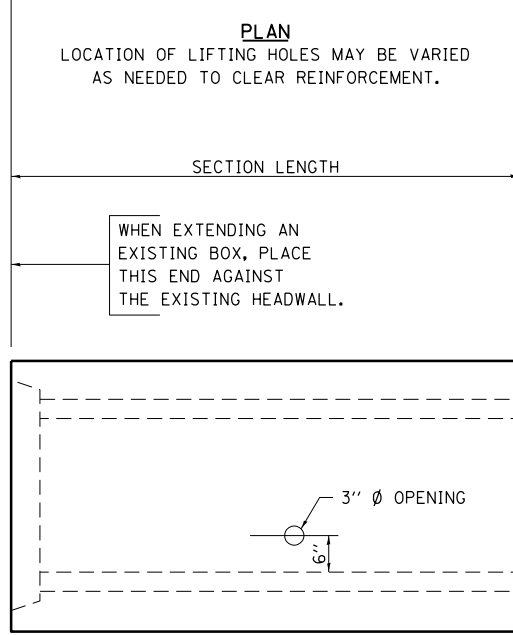 PLAN
LOCATION OF LIFTING HOLES MAY BE VARIED
AS NEEDED TO CLEAR REINFORCEMENT.
SECTION LENGTH
WHEN EXTENDING AN
EXISTING BOX, PLACE
THIS END AGAINST
THE EXISTING HEADWALL.
3'' Ø OPENING
6''